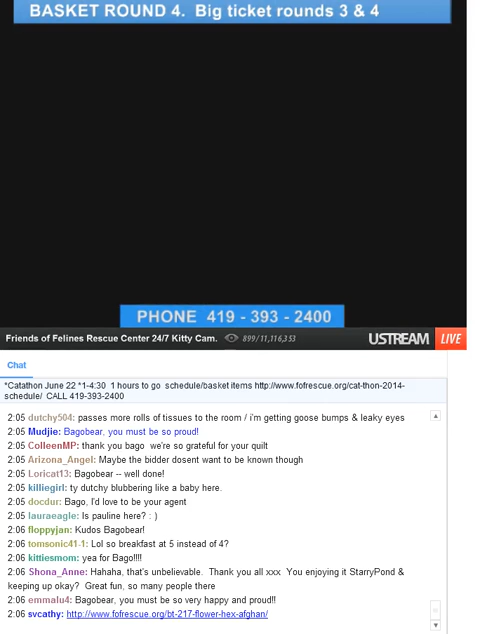 BASKET ROUND 4. Big ticket rounds 3 & 4
PHONE 419 - 393 - 2400
Friends of Felines Rescue Center 24/7 Kitty Cam. 899/11,116,353 USTREAM LIVE
Chat
*Catathon June 22 *1-4:30 1 hours to go schedule/basket items http://www.fofrescue.org/cat-thon-2014-
schedule/ CALL 419-393-2400
2:05 dutchy504: passes more rolls of tissues to the room / i'm getting goose bumps & leaky eyes
2:05 Mudjie: Bagobear, you must be so proud!
2:05 ColleenMP: thank you bago we're so grateful for your quilt
2:05 Arizona_Angel: Maybe the bidder dosent want to be known though
2:05 Loricat13: Bagobear -- well done!
2:05 killiegirl: ty dutchy blubbering like a baby here.
2:05 docdur: Bago, I'd love to be your agent
2:05 lauraeagle: Is pauline here? : )
2:06 floppyjan: Kudos Bagobear!
2:06 tomsonic41-1: Lol so breakfast at 5 instead of 4?
2:06 kittiesmom: yea for Bago!!!!
2:06 Shona_Anne: Hahaha, that's unbelievable. Thank you all xxx You enjoying it StarryPond &
keeping up okay? Great fun, so many people there
2:06 emmalu4: Bagobear, you must be so very happy and proud!!
2:06 svcathy: http://www.fofrescue.org/bt-217-flower-hex-afghan/